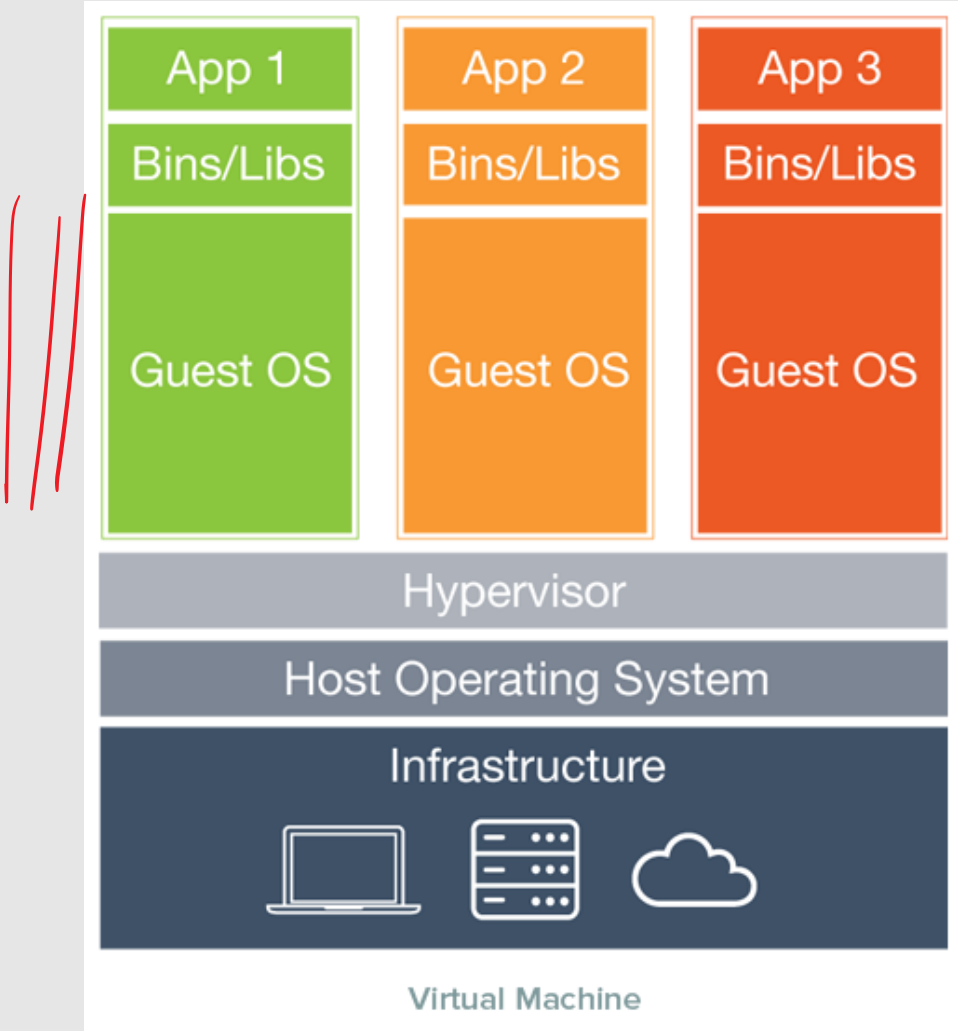 App 1 App 2 App 3
Bins/Libs Bins/Libs Bins/Libs
Guest OS Guest OS Guest OS
Hypervisor
Host Operating System
Infrastructure
Virtual Machine